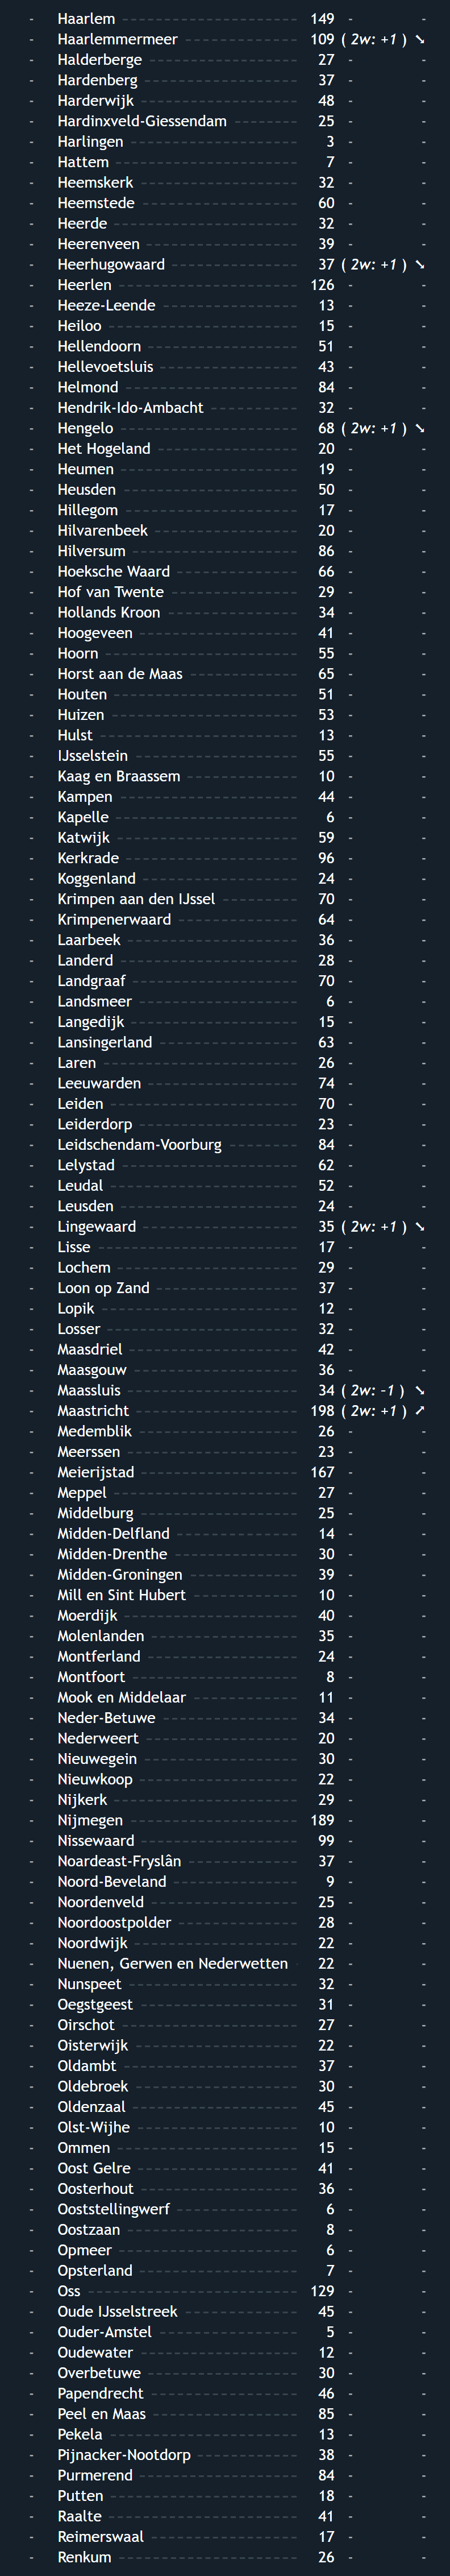 - Haarlem 149 - -
- Haarlemmermeer 109 ( 2w: +1 ) ➘
- Halderberge 27 - -
- Hardenberg 37 - -
- Harderwijk 48 - -
- Hardinxveld-Giessendam 25 - -
- Harlingen 3 - -
- Hattem 7 - -
- Heemskerk 32 - -
- Heemstede 60 - -
- Heerde 32 - -
- Heerenveen 39 - -
- Heerhugowaard 37 ( 2w: +1 ) ➘
- Heerlen 126 - -
- Heeze-Leende 13 - -
- Heiloo 15 - -
- Hellendoorn 51 - -
- Hellevoetsluis 43 - -
- Helmond 84 - -
- Hendrik-Ido-Ambacht 32 - -
- Hengelo 68 ( 2w: +1 ) ➘
- Het Hogeland 20 - -
- Heumen 19 - -
- Heusden 50 - -
- Hillegom 17 - -
- Hilvarenbeek 20 - -
- Hilversum 86 - -
- Hoeksche Waard 66 - -
- Hof van Twente 29 - -
- Hollands Kroon 34 - -
- Hoogeveen 41 - -
- Hoorn 55 - -
- Horst aan de Maas 65 - -
- Houten 51 - -
- Huizen 53 - -
- Hulst 13 - -
- IJsselstein 55 - -
- Kaag en Braassem 10 - -
- Kampen 44 - -
- Kapelle 6 - -
- Katwijk 59 - -
- Kerkrade 96 - -
- Koggenland 24 - -
- Krimpen aan den IJssel 70 - -
- Krimpenerwaard 64 - -
- Laarbeek 36 - -
- Landerd 28 - -
- Landgraaf 70 - -
- Landsmeer 6 - -
- Langedijk 15 - -
- Lansingerland 63 - -
- Laren 26 - -
- Leeuwarden 74 - -
- Leiden 70 - -
- Leiderdorp 23 - -
- Leidschendam-Voorburg 84 - -
- Lelystad 62 - -
- Leudal 52 - -
- Leusden 24 - -
- Lingewaard 35 ( 2w: +1 ) ➘
- Lisse 17 - -
- Lochem 29 - -
- Loon op Zand 37 - -
- Lopik 12 - -
- Losser 32 - -
- Maasdriel 42 - -
- Maasgouw 36 - -
- Maassluis 34 ( 2w: -1 ) ➘
- Maastricht 198 ( 2w: +1 ) ➚
- Medemblik 26 - -
- Meerssen 23 - -
- Meierijstad 167 - -
- Meppel 27 - -
- Middelburg 25 - -
- Midden-Delfland 14 - -
- Midden-Drenthe 30 - -
- Midden-Groningen 39 - -
- Mill en Sint Hubert 10 - -
- Moerdijk 40 - -
- Molenlanden 35 - -
- Montferland 24 - -
- Montfoort 8 - -
- Mook en Middelaar 11 - -
- Neder-Betuwe 34 - -
- Nederweert 20 - -
- Nieuwegein 30 - -
- Nieuwkoop 22 - -
- Nijkerk 29 - -
- Nijmegen 189 - -
- Nissewaard 99 - -
- Noardeast-Fryslân 37 - -
- Noord-Beveland 9 - -
- Noordenveld 25 - -
- Noordoostpolder 28 - -
- Noordwijk 22 - -
- Nuenen, Gerwen en Nederwetten 22 - -
- Nunspeet 32 - -
- Oegstgeest 31 - -
- Oirschot 27 - -
- Oisterwijk 22 - -
- Oldambt 37 - -
- Oldebroek 30 - -
- Oldenzaal 45 - -
- Olst-Wijhe 10 - -
- Ommen 15 - -
- Oost Gelre 41 - -
- Oosterhout 36 - -
- Ooststellingwerf 6 - -
- Oostzaan 8 - -
- Opmeer 6 - -
- Opsterland 7 - -
- Oss 129 - -
- Oude IJsselstreek 45 - -
- Ouder-Amstel 5 - -
- Oudewater 12 - -
- Overbetuwe 30 - -
- Papendrecht 46 - -
- Peel en Maas 85 - -
- Pekela 13 - -
- Pijnacker-Nootdorp 38 - -
- Purmerend 84 - -
- Putten 18 - -
- Raalte 41 - -
- Reimerswaal 17 - -
- Renkum 26 - -